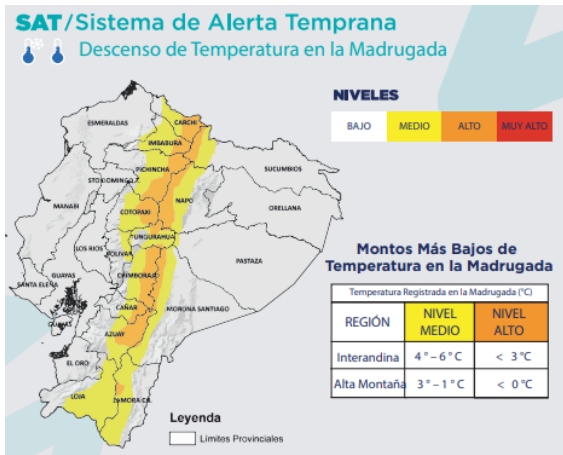 SAT/Sistema de Alerta Temprana
Descenso de Temperatura en la Madrugada
NIVELES
BAJO MEDIO ALTO MUY ALTO
ESMERALDAS
CARCHI
IMBABURA
PICHINCHA
SUCUMBIOS
STO DOMINGO
NAPO
ORELLANA
MANABI
COTOPAXI
TUNGURAHUA
LOS RIOS
BOLIVAR
PASTAZA
GUAYAS
CHIMBORAZO
SANTA ELENA
MORONA SANTIAGO
CAÑAR
GUAYAS
AZUAY
EL ORO
LOJA
ZAMORA CH.
Montos Más Bajos de
Temperatura en la Madrugada
Temperatura Registrada en la Madrugada (°C)
REGIÓN NIVEL MEDIO NIVEL ALTO
Interandina 4° – 6° C < 3° C
Alta Montaña 3° – 1° C < 0° C
Leyenda
Límites Provinciales